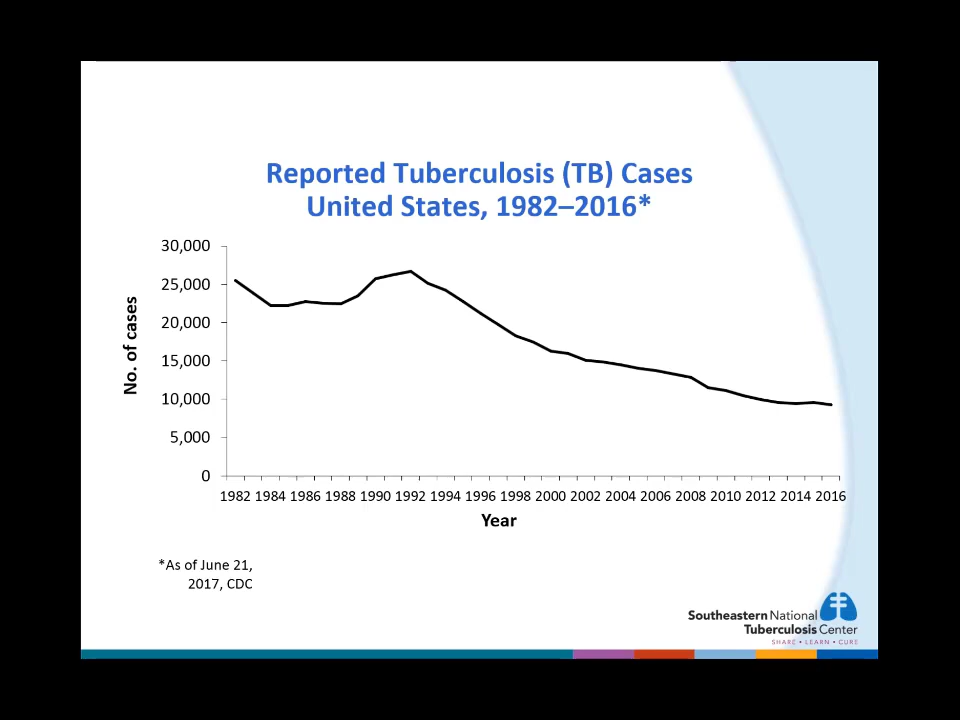 Reported Tuberculosis (TB) Cases
United States, 1982–2016*
30,000
25,000
20,000
15,000
10,000
5,000
0
No. of cases
1982 1984 1986 1988 1990 1992 1994 1996 1998 2000 2002 2004 2006 2008 2010 2012 2014 2016
Year
*As of June 21,
2017, CDC
Southeastern National
Tuberculosis Center
SHARE • LEARN • CURE